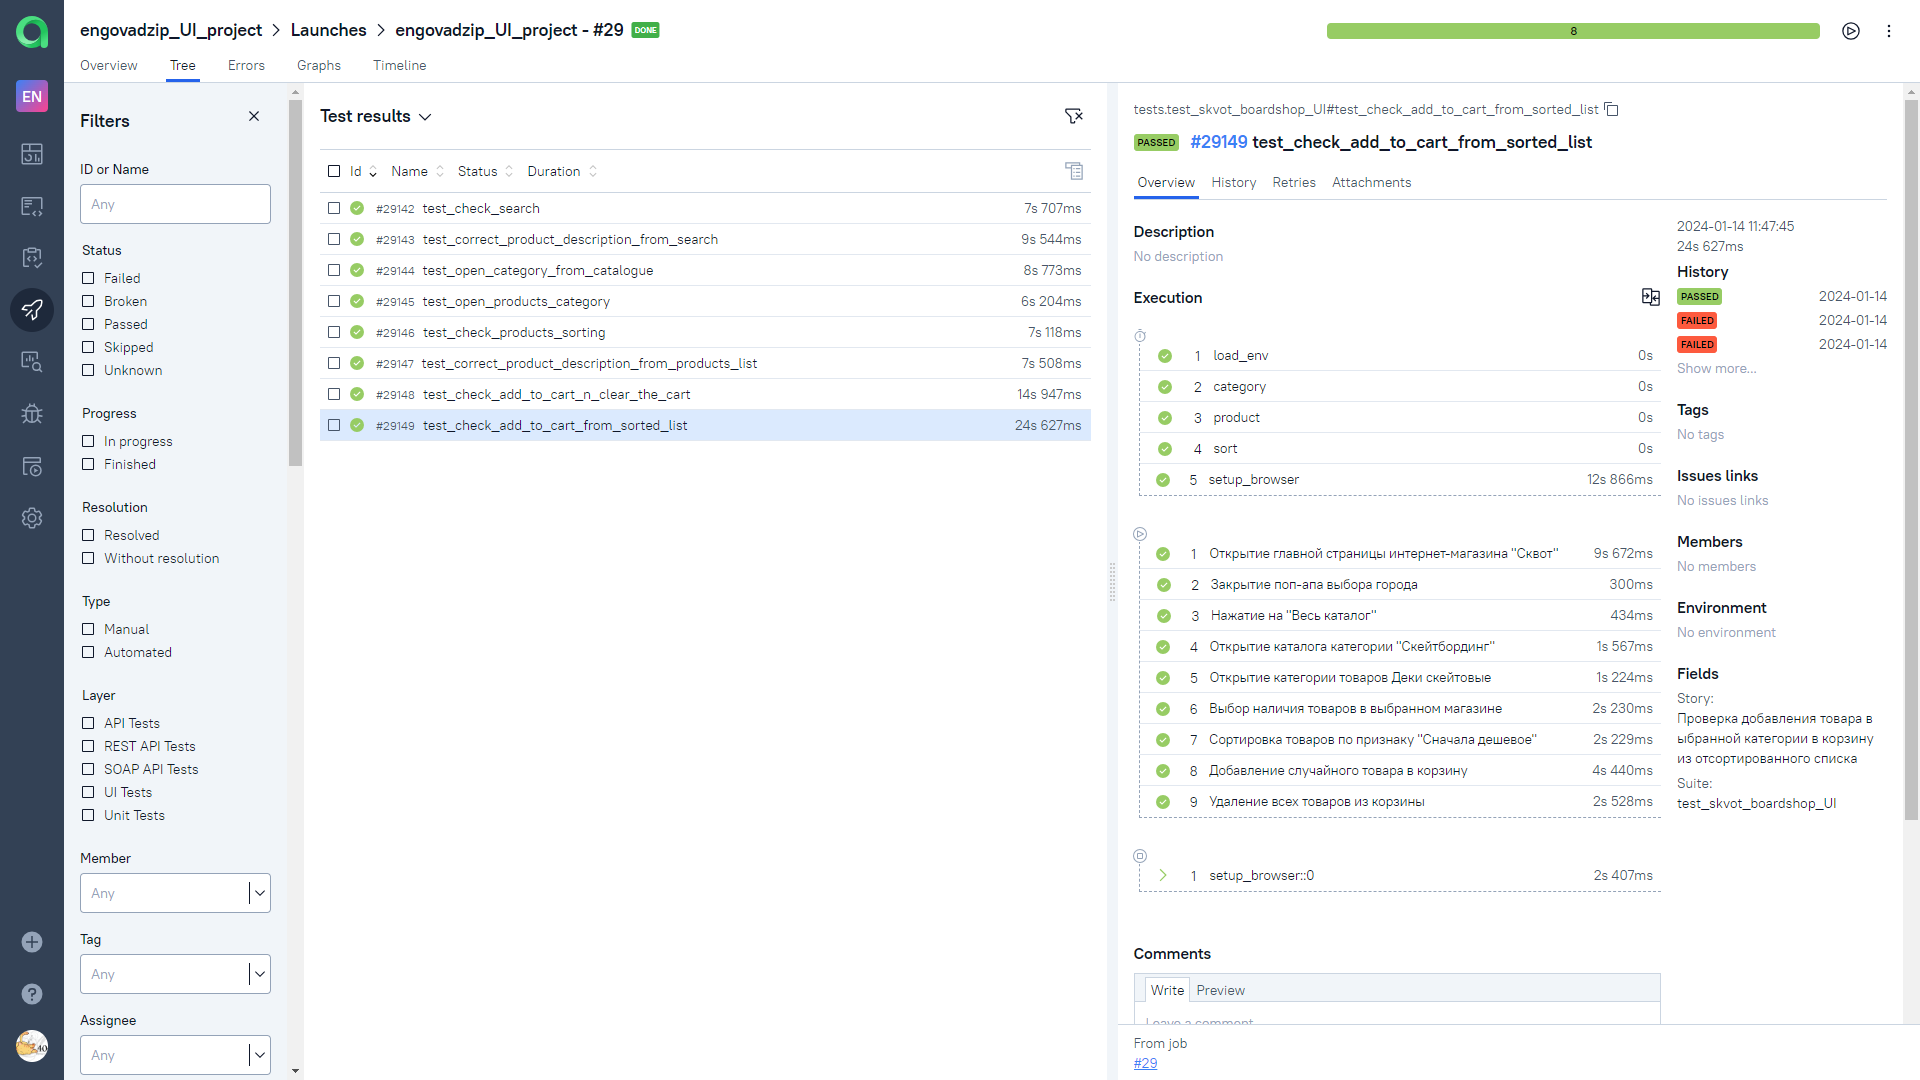 engovadzip_UI_project > Launches > engovadzip_UI_project - #29 DONE
8
Overview Tree Errors Graphs Timeline
EN
Filters
ID or Name
Any
Status
Failed
Broken
Passed
Skipped
Unknown
Progress
In progress
Finished
Resolution
Resolved
Without resolution
Type
Manual
Automated
Layer
API Tests
REST API Tests
SOAP API Tests
UI Tests
Unit Tests
Member
Any
Tag
Any
Assignee
Any
Test results
Id Name Status Duration
#29142 test_check_search 7s 707ms
#29143 test_correct_product_description_from_search 9s 544ms
#29144 test_open_category_from_catalogue 8s 773ms
#29145 test_open_products_category 6s 204ms
#29146 test_check_products_sorting 7s 118ms
#29147 test_correct_product_description_from_products_list 7s 508ms
#29148 test_check_add_to_cart_n_clear_the_cart 14s 947ms
#29149 test_check_add_to_cart_from_sorted_list 24s 627ms
tests.test_skvot_boardshop_UI#test_check_add_to_cart_from_sorted_list
PASSED #29149 test_check_add_to_cart_from_sorted_list
Overview History Retries Attachments
Description
No description
Execution
1 load_env 0s
2 category 0s
3 product 0s
4 sort 0s
5 setup_browser 12s 866ms
1 Открытие главной страницы интернет-магазина "Сквот" 9s 672ms
2 Закрытие поп-апа выбора города 300ms
3 Нажатие на "Весь каталог" 434ms
4 Открытие каталога категории "Скейтбординг" 1s 567ms
5 Открытие категории товаров Деки скейтовые 1s 224ms
6 Выбор наличия товаров в выбранном магазине 2s 230ms
7 Сортировка товаров по признаку "Сначала дешевое" 2s 229ms
8 Добавление случайного товара в корзину 4s 440ms
9 Удаление всех товаров из корзины 2s 528ms
1 setup_browser::0 2s 407ms
Comments
Write Preview
Leave a comment
From job
#29
2024-01-14 11:47:45
24s 627ms
History
PASSED 2024-01-14
FAILED 2024-01-14
FAILED 2024-01-14
Show more...
Tags
No tags
Issues links
No issues links
Members
No members
Environment
No environment
Fields
Story:
Проверка добавления товара в
ыбранной категории в корзину
из отсортированного списка
Suite:
test_skvot_boardshop_UI